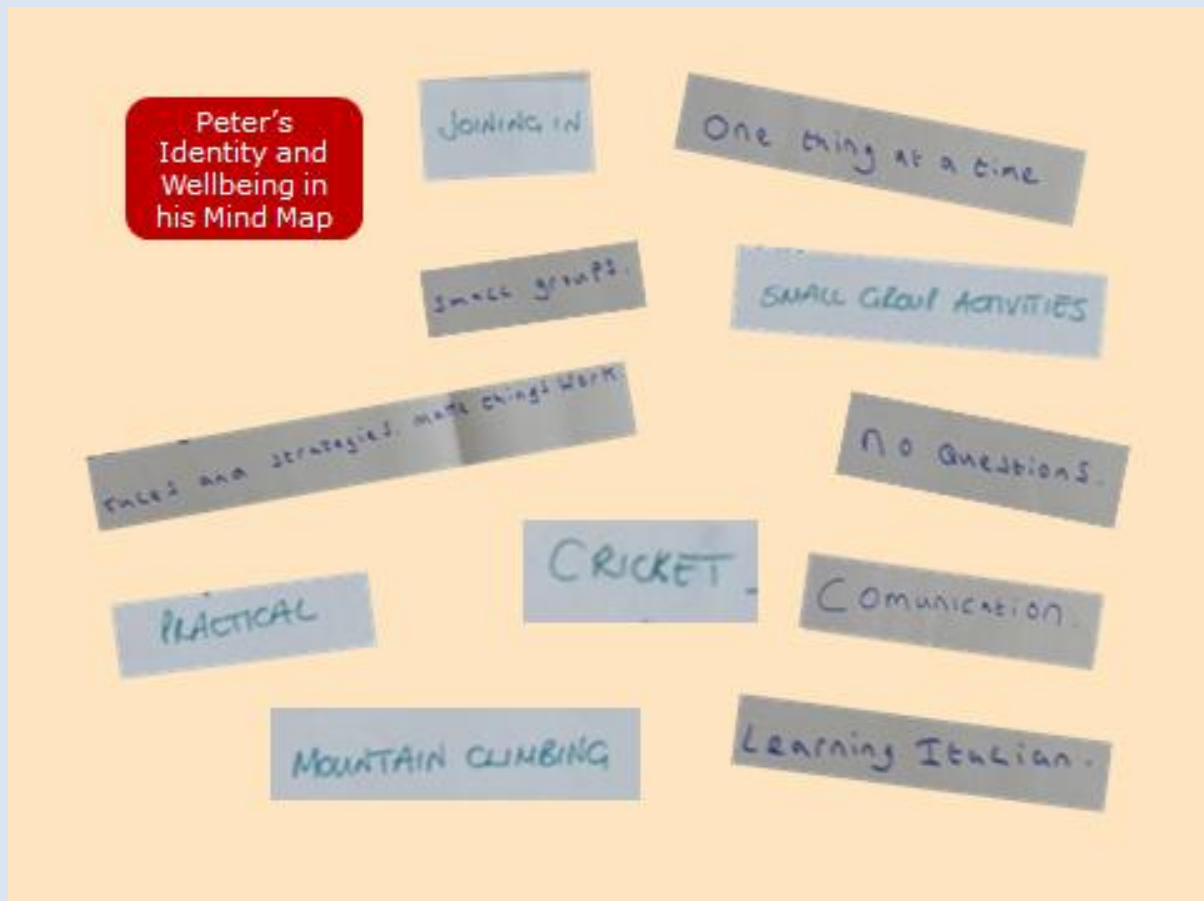 Peter's
Identity and
Wellbeing in
his Mind Map
JOINING IN
One thing at a time
small groups.
SMALL GROUP ACTIVITIES
rules and strategies. make things work.
No Questions.
CRICKET
Comunication.
PRACTICAL
Learning Italian.
MOUNTAIN CLIMBING